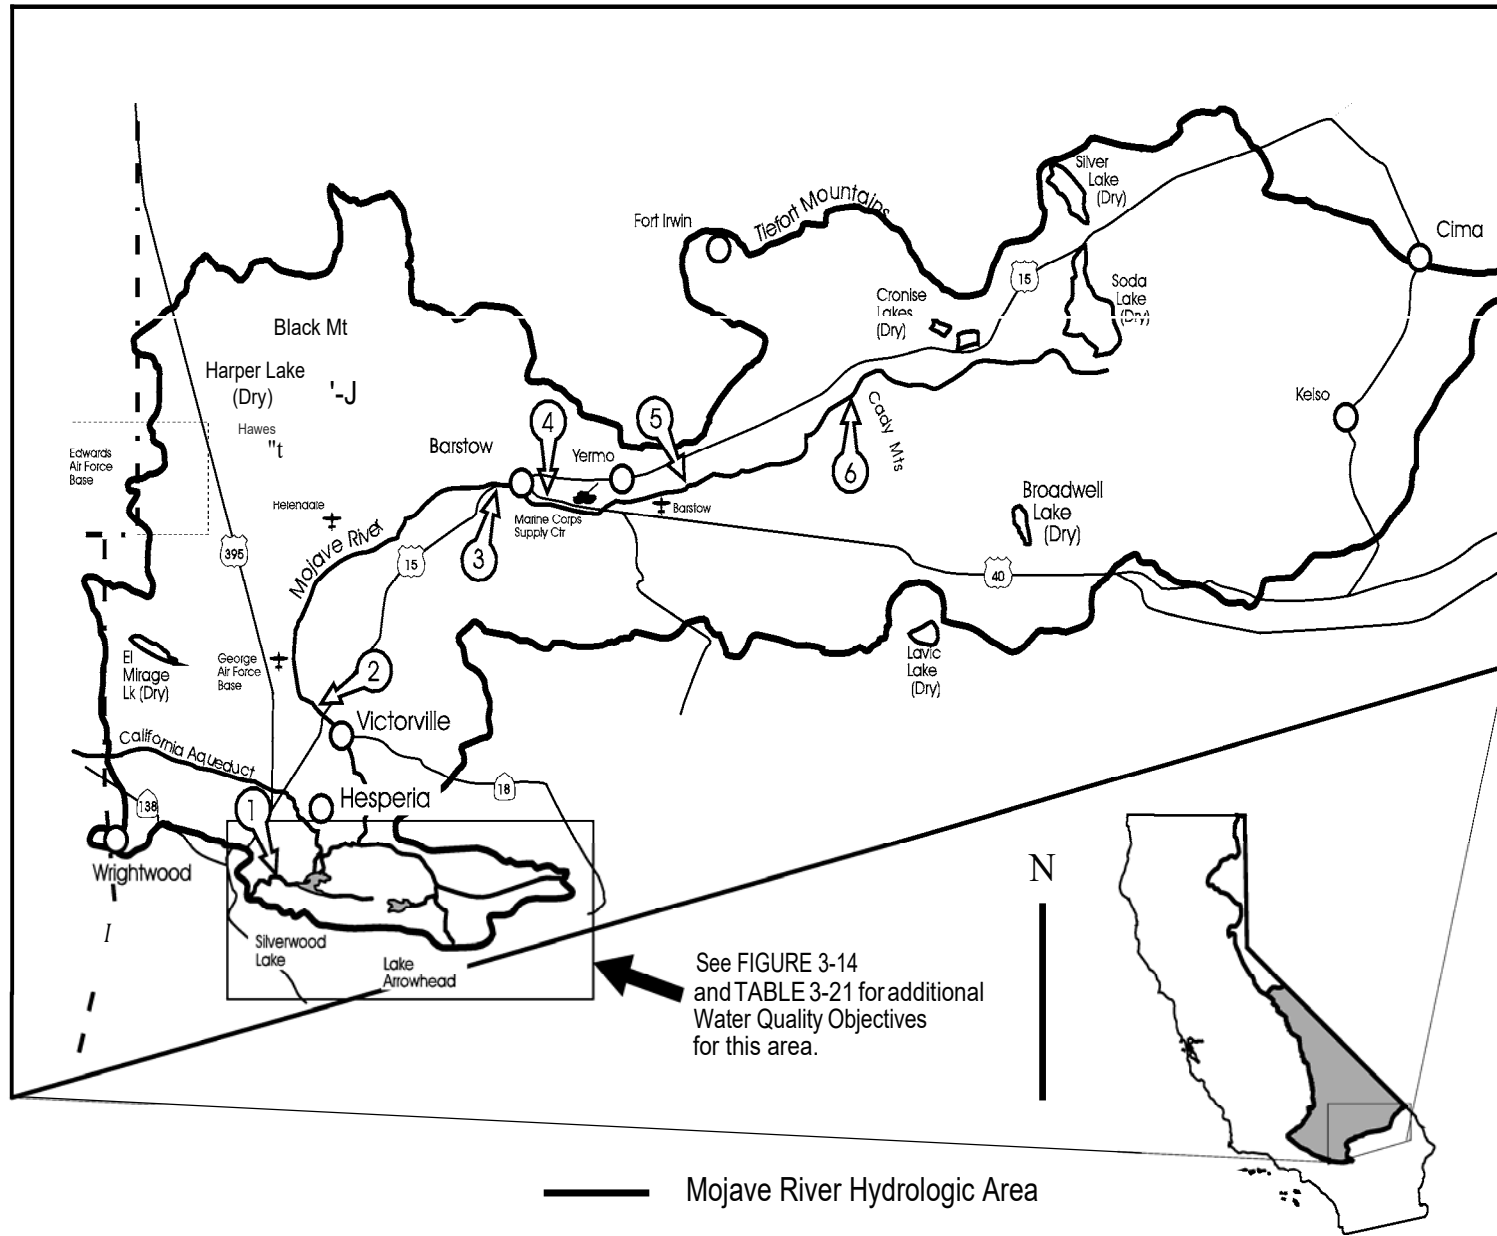 Silver
Lake
(Dry)
Fort Irwin
Tiefort Mountains
Cima
15
Soda
Lake
(Dry)
Cronise
Lakes
(Dry)
Black Mt
Harper Lake
(Dry)
'-J
Hawes
"t
Kelso
Cady Mts
4
5
6
Barstow
Yermo
Edwards
Air Force
Base
Helendale
Marine Corps
Supply Ctr
Barstow
Broadwell
Lake
(Dry)
395
Mojave River
15
3
40
El
Mirage
Lk (Dry)
George
Air Force
Base
2
Lavic
Lake
(Dry)
Victorville
California Aqueduct
138
1
Hesperia
18
Wrightwood
I
Silverwood
Lake
Lake
Arrowhead
See FIGURE 3-14
and TABLE 3-21 for additional
Water Quality Objectives
for this area.
N
Mojave River Hydrologic Area